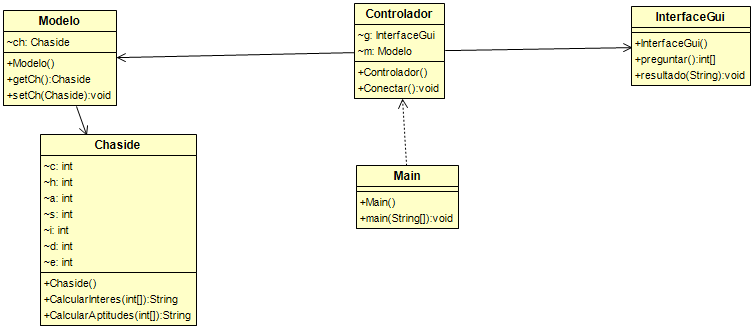 Modelo
~ch: Chaside
+Modelo()
+getCh():Chaside
+setCh(Chaside):void
Controlador
~g: InterfaceGui
~m: Modelo
+Controlador()
+Conectar():void
InterfaceGui
+InterfaceGui()
+preguntar():int[]
+resultado(String):void
Chaside
~c: int
~h: int
~a: int
~s: int
~i: int
~d: int
~e: int
+Chaside()
+CalcularInteres(int[]):String
+CalcularAptitudes(int[]):String
Main
+Main()
+main(String[]):void